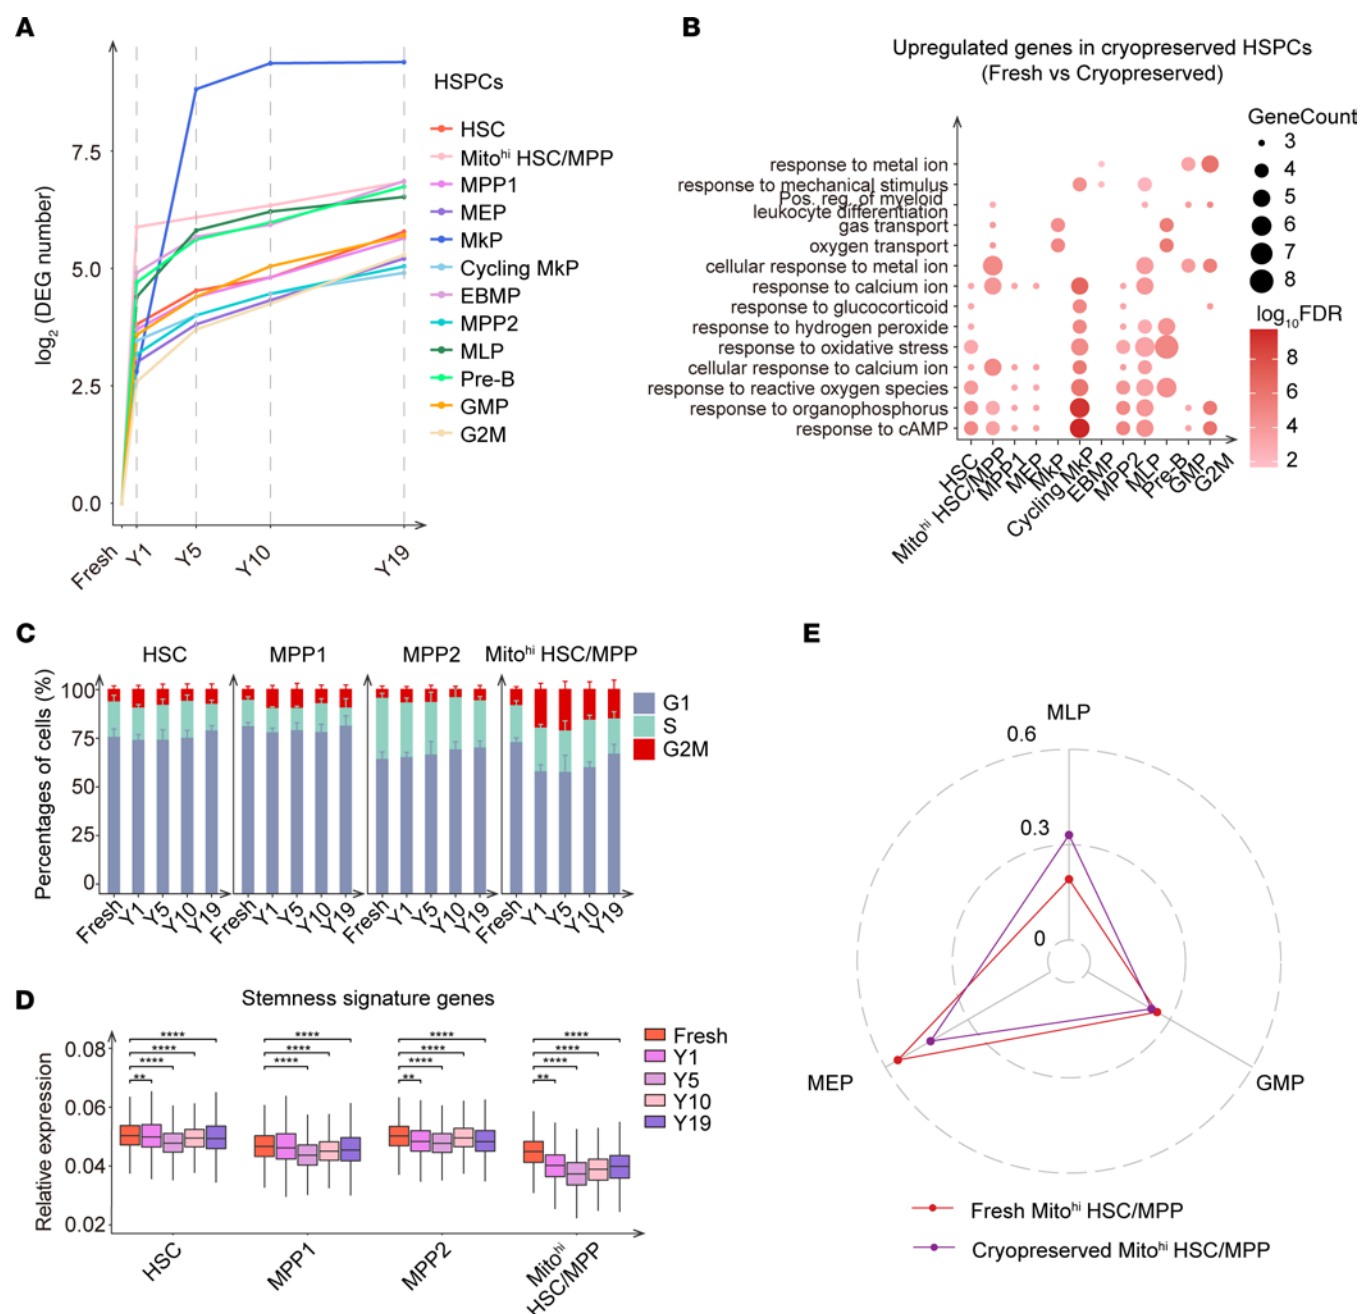 A
log2 (DEG number)
7.5
5.0
2.5
0.0
Fresh
Y1
Y5
Y10
Y19
HSPCs
HSC
Mitohi HSC/MPP
MPP1
MEP
MkP
Cycling MkP
EBMP
MPP2
MLP
Pre-B
GMP
G2M
B
Upregulated genes in cryopreserved HSPCs
(Fresh vs Cryopreserved)
response to metal ion
response to mechanical stimulus
Pos. reg. of myeloid
leukocyte differentiation
gas transport
oxygen transport
cellular response to metal ion
response to calcium ion
response to glucocorticoid
response to hydrogen peroxide
response to oxidative stress
cellular response to calcium ion
response to reactive oxygen species
response to organophosphorus
response to cAMP
HSC
Mitohi HSC/MPP
MPP1
MEP
MkP
Cycling MkP
EBMP
MPP2
MLP
Pre-B
GMP
G2M
GeneCount
3
4
5
6
7
8
log10FDR
8
6
4
2
C
Percentages of cells (%)
100
75
50
25
0
HSC
MPP1
MPP2
Mitohi HSC/MPP
Fresh
Y1
Y5
Y10
Y19
Fresh
Y1
Y5
Y10
Y19
Fresh
Y1
Y5
Y10
Y19
Fresh
Y1
Y5
Y10
Y19
G1
S
G2M
D
Stemness signature genes
Relative expression
0.08
0.06
0.04
0.02
****
****
****
**
****
****
****
****
****
****
**
****
****
****
**
HSC
MPP1
MPP2
Mitohi
HSC/MPP
Fresh
Y1
Y5
Y10
Y19
E
MLP
0.6
0.3
0
MEP
GMP
Fresh Mitohi HSC/MPP
Cryopreserved Mitohi HSC/MPP